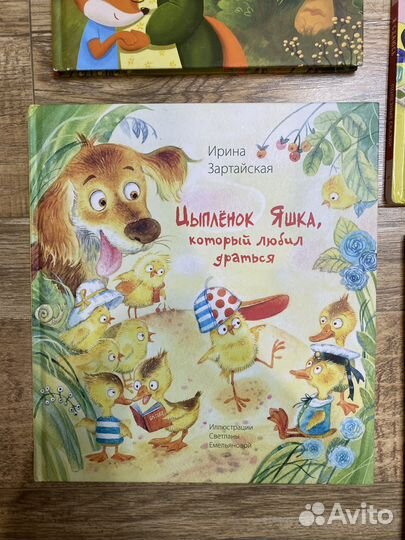 Ирина
Зартайская
Цыплёнок Яшка,
который любил
драться
Иллюстрации
Светланы
Емельяновой
Avito